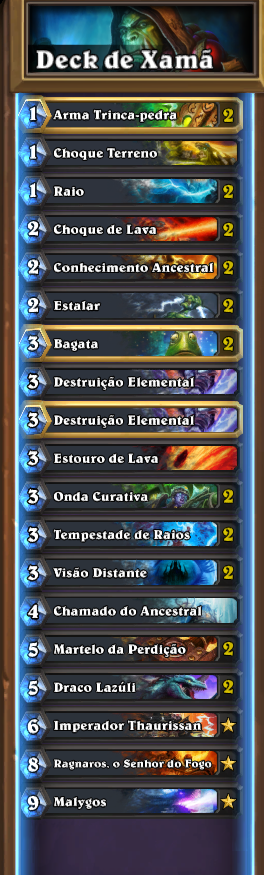 Deck de Xamã
1 Arma Trinca-pedra 2
1 Choque Terreno
1 Raio 2
2 Choque de Lava 2
2 Conhecimento Ancestral 2
2 Estalar 2
3 Bagata 2
3 Destruição Elemental
3 Destruição Elemental
3 Estouro de Lava
3 Onda Curativa 2
3 Tempestade de Raios 2
3 Visão Distante 2
4 Chamado do Ancestral
5 Martelo da Perdição 2
5 Draco Lazúli 2
6 Imperador Thaurissan
8 Ragnaros, o Senhor do Fogo
9 Malygos